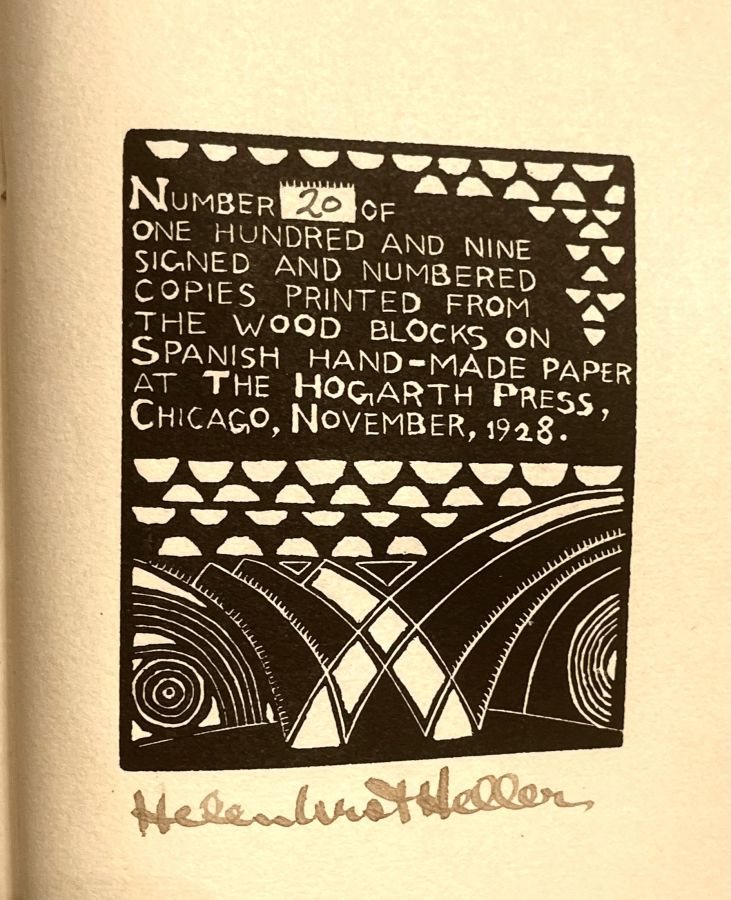 NUMBER 20 OF
ONE HUNDRED AND NINE
SIGNED AND NUMBERED
COPIES PRINTED FROM
THE WOOD BLOCKS ON
SPANISH HAND-MADE PAPER
AT THE HOGARTH PRESS,
CHICAGO, NOVEMBER, 1928.
Helen West Heller